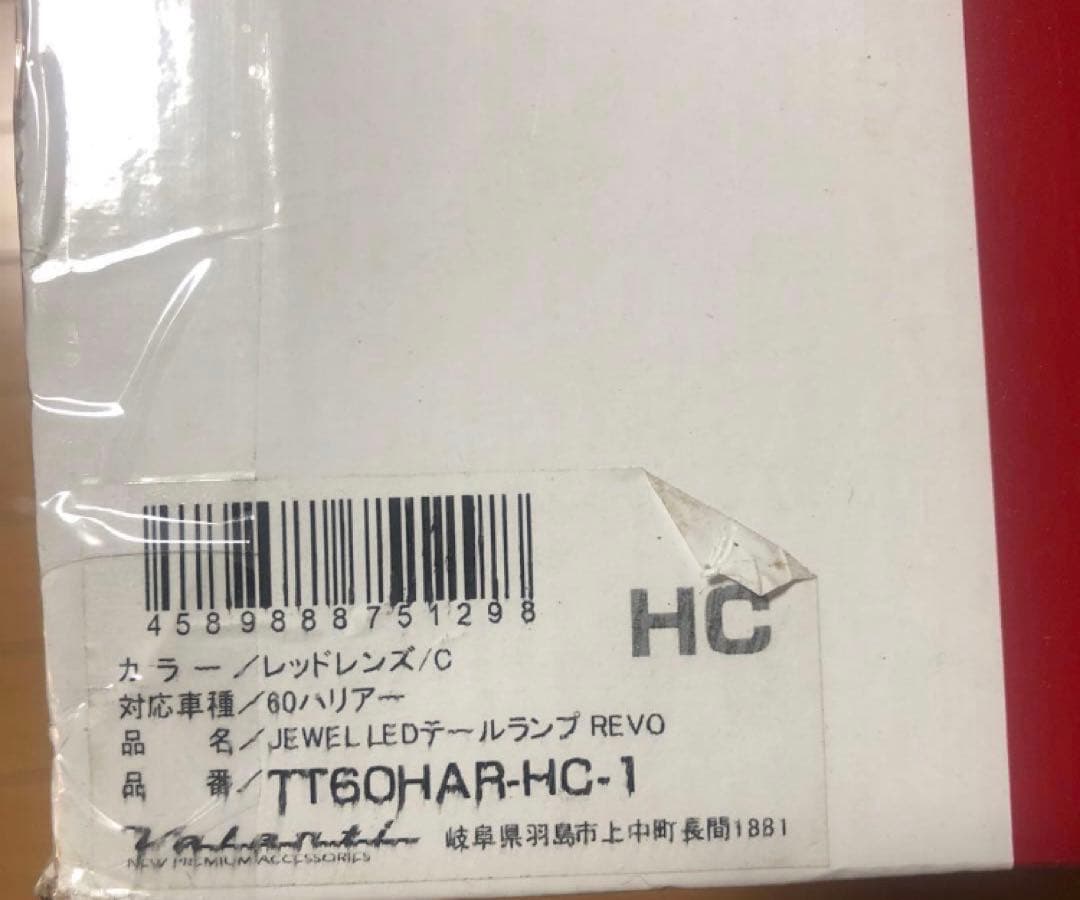 4589888751298
HC
カラー/レッドレンズ/C
対応車種/60ハリアー
品 名/JEWEL LEDテールランプ REVO
品 番/TT60HAR-HC-1
Valenti 岐阜県羽島市上中町長間1881
NEW PREMIUM ACCESSORIES